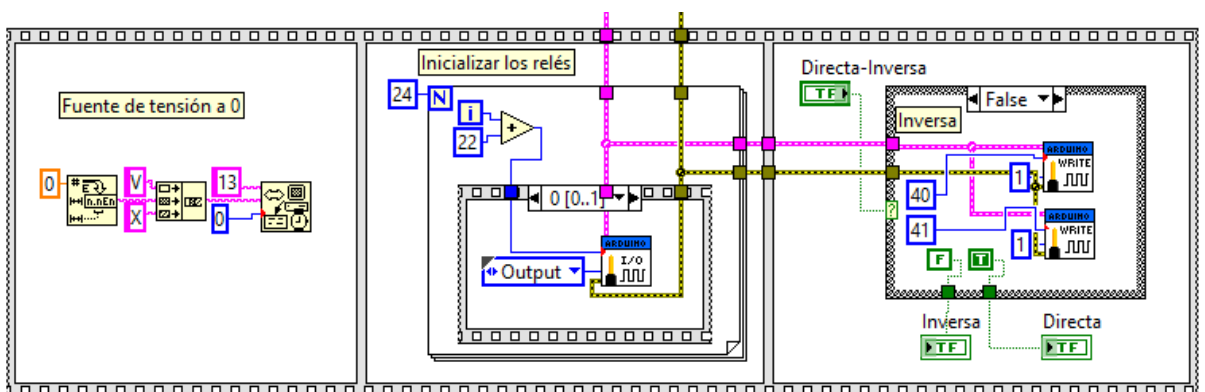 Fuente de tensión a 0
0
# n.nEn
V
X
13
0
Inicializar los relés
24
N
i
22
+
0 [0..1]
ARDUINO
I/O
Output
Directa-Inversa
TF
False
Inversa
?
40
41
1
ARDUINO
WRITE
1
ARDUINO
WRITE
F
T
Inversa
TF
Directa
TF